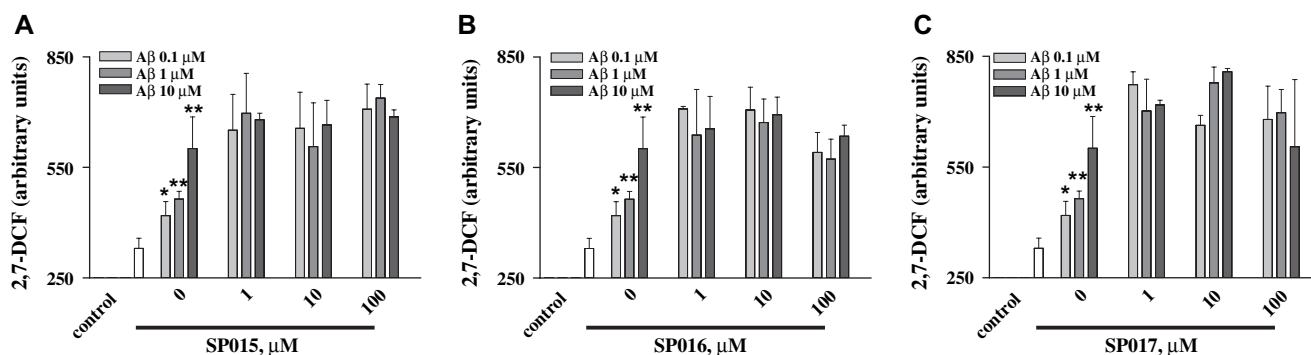 A
2,7-DCF (arbitrary units)
850
550
250
Aβ 0.1 μM
Aβ 1 μM
Aβ 10 μM
*
**
**
control
0
1
10
100
SP015, μM
B
2,7-DCF (arbitrary units)
850
550
250
Aβ 0.1 μM
Aβ 1 μM
Aβ 10 μM
*
**
**
control
0
1
10
100
SP016, μM
C
2,7-DCF (arbitrary units)
850
550
250
Aβ 0.1 μM
Aβ 1 μM
Aβ 10 μM
*
**
**
control
0
1
10
100
SP017, μM